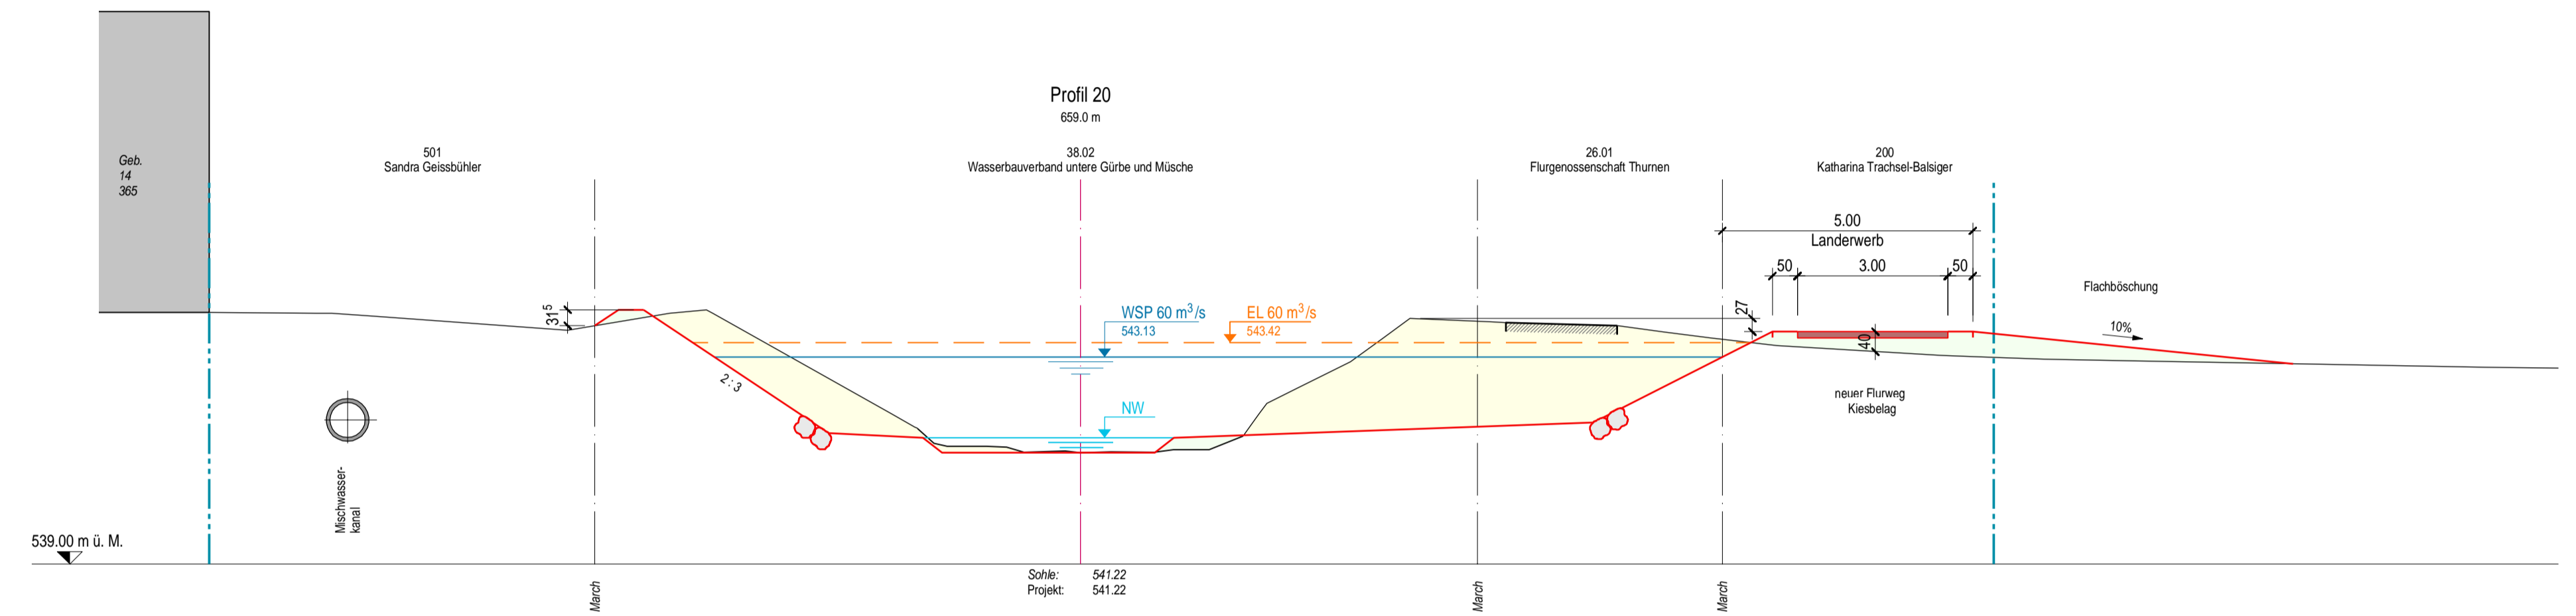 Profil 20
659.0 m
Geb.
14
365
501
Sandra Geissbühler
38.02
Wasserbauverband untere Gürbe und Müsche
26.01
Flurgenossenschaft Thurnen
200
Katharina Trachsel-Balsiger
5.00
Landerwerb
50
3.00
50
Flachböschung
31⁵
WSP 60 m³/s
543.13
EL 60 m³/s
543.42
27
40
10%
2 : 3
NW
neuer Flurweg
Kiesbelag
Mischwasser-
kanal
539.00 m ü. M.
Sohle: 541.22
Projekt: 541.22
March
March
March